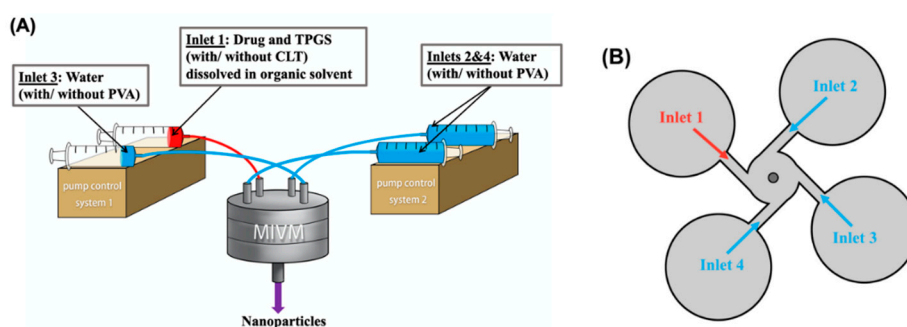 (A)
Inlet 1: Drug and TPGS
(with/ without CLT)
dissolved in organic solvent
Inlet 3: Water
(with/ without PVA)
Inlets 2&4: Water
(with/ without PVA)
pump control
system 1
pump control
system 2
MIVM
Nanoparticles
(B)
Inlet 1
Inlet 2
Inlet 3
Inlet 4